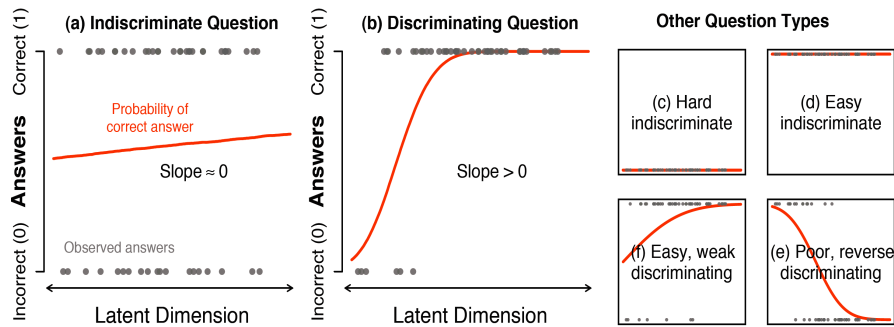 (a) Indiscriminate Question
Correct (1)
Answers
Incorrect (0)
Probability of
correct answer
Slope ≈ 0
Observed answers
Latent Dimension
(b) Discriminating Question
Correct (1)
Answers
Incorrect (0)
Slope > 0
Latent Dimension
Other Question Types
(c) Hard
indiscriminate
(d) Easy
indiscriminate
(f) Easy, weak
discriminating
(e) Poor, reverse
discriminating